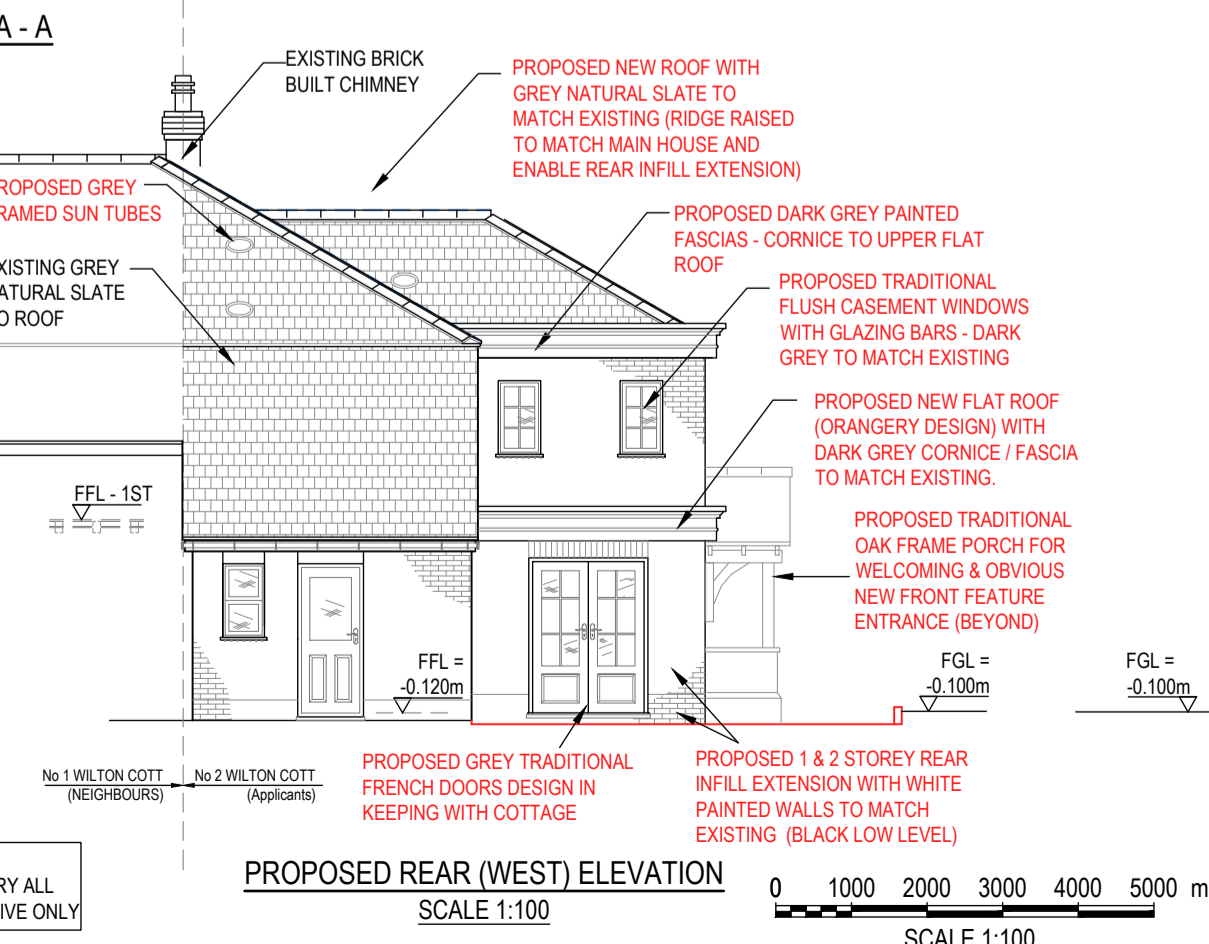 A - A
EXISTING BRICK
BUILT CHIMNEY
PROPOSED NEW ROOF WITH
GREY NATURAL SLATE TO
MATCH EXISTING (RIDGE RAISED
TO MATCH MAIN HOUSE AND
ENABLE REAR INFILL EXTENSION)
ROPOSED GREY
RAMED SUN TUBES
XISTING GREY
ATURAL SLATE
O ROOF
PROPOSED DARK GREY PAINTED
FASCIAS - CORNICE TO UPPER FLAT
ROOF
PROPOSED TRADITIONAL
FLUSH CASEMENT WINDOWS
WITH GLAZING BARS - DARK
GREY TO MATCH EXISTING
PROPOSED NEW FLAT ROOF
(ORANGERY DESIGN) WITH
DARK GREY CORNICE / FASCIA
TO MATCH EXISTING.
FFL - 1ST
PROPOSED TRADITIONAL
OAK FRAME PORCH FOR
WELCOMING & OBVIOUS
NEW FRONT FEATURE
ENTRANCE (BEYOND)
FFL =
-0.120m
FGL =
-0.100m
FGL =
-0.100m
No 1 WILTON COTT
(NEIGHBOURS)
No 2 WILTON COTT
(Applicants)
PROPOSED GREY TRADITIONAL
FRENCH DOORS DESIGN IN
KEEPING WITH COTTAGE
PROPOSED 1 & 2 STOREY REAR
INFILL EXTENSION WITH WHITE
PAINTED WALLS TO MATCH
EXISTING (BLACK LOW LEVEL)
RY ALL
IVE ONLY
PROPOSED REAR (WEST) ELEVATION
SCALE 1:100
0 1000 2000 3000 4000 5000 m
SCALE 1:100